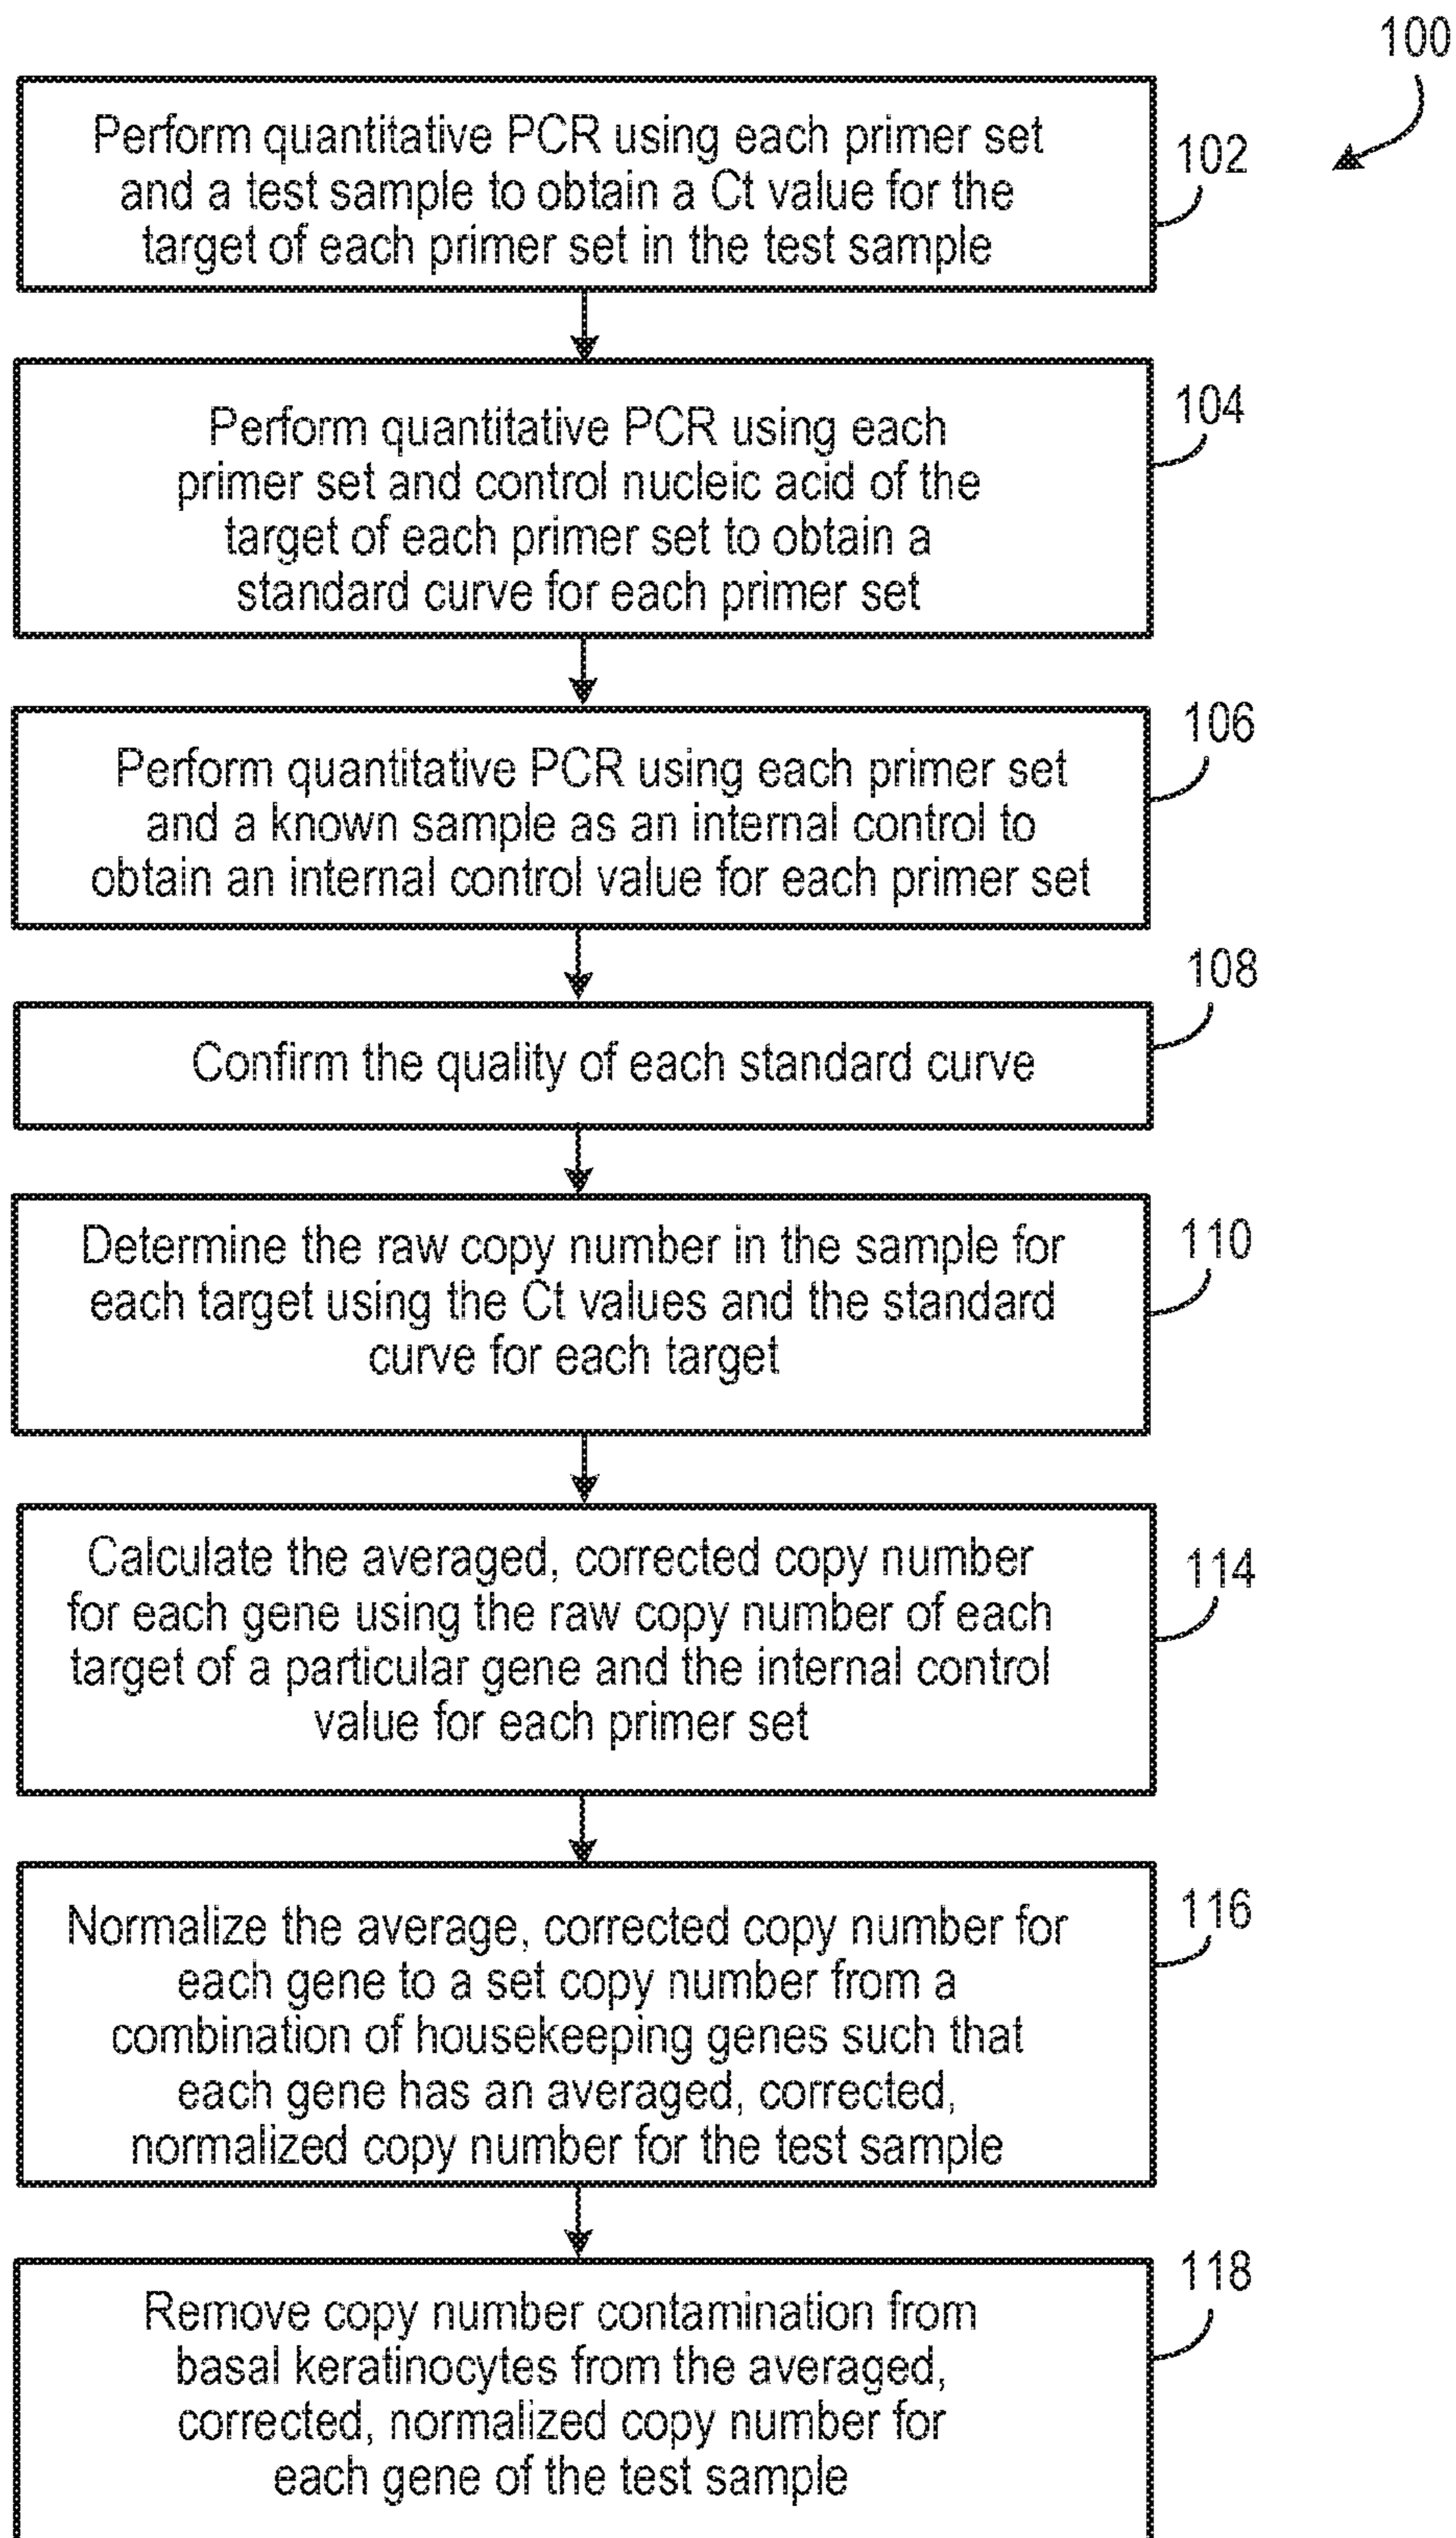 100
Perform quantitative PCR using each primer set
and a test sample to obtain a Ct value for the
target of each primer set in the test sample
102
Perform quantitative PCR using each
primer set and control nucleic acid of the
target of each primer set to obtain a
standard curve for each primer set
104
Perform quantitative PCR using each primer set
and a known sample as an internal control to
obtain an internal control value for each primer set
106
Confirm the quality of each standard curve
108
Determine the raw copy number in the sample for
each target using the Ct values and the standard
curve for each target
110
Calculate the averaged, corrected copy number
for each gene using the raw copy number of each
target of a particular gene and the internal control
value for each primer set
114
Normalize the average, corrected copy number for
each gene to a set copy number from a
combination of housekeeping genes such that
each gene has an averaged, corrected,
normalized copy number for the test sample
116
Remove copy number contamination from
basal keratinocytes from the averaged,
corrected, normalized copy number for
each gene of the test sample
118